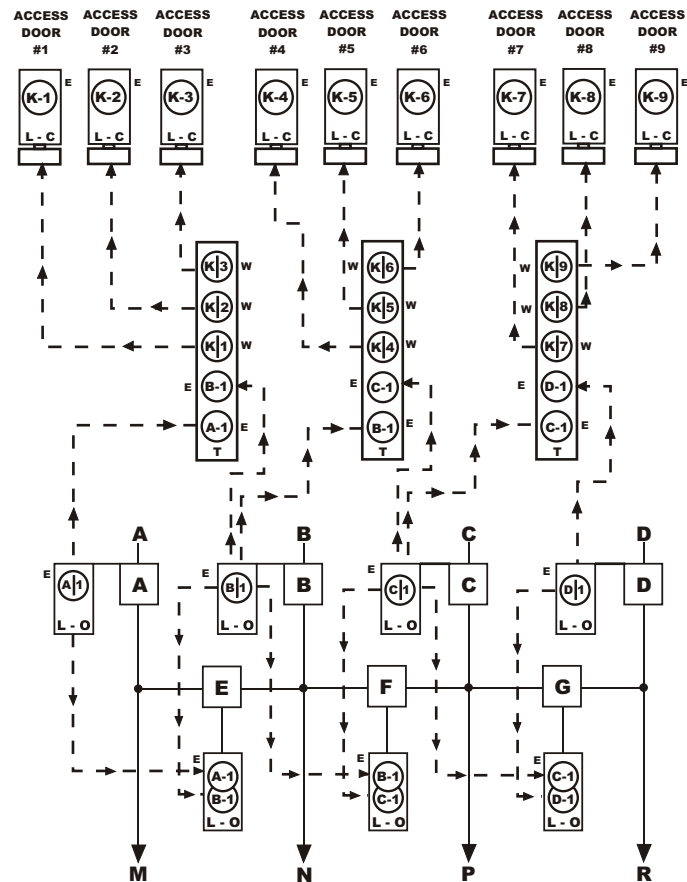 ACCESS DOOR #1
ACCESS DOOR #2
ACCESS DOOR #3
ACCESS DOOR #4
ACCESS DOOR #5
ACCESS DOOR #6
ACCESS DOOR #7
ACCESS DOOR #8
ACCESS DOOR #9
K-1 E
L - C
K-2 E
L - C
K-3 E
L - C
K-4 E
L - C
K-5 E
L - C
K-6 E
L - C
K-7 E
L - C
K-8 E
L - C
K-9 E
L - C
K|3 W
K|2 W
K|1 W
E B-1
A-1 E
T
W K|6
K|5 W
K|4 W
E C-1
B-1 E
T
W K|9
W K|8
K|7 W
E D-1
C-1 E
T
A
B
C
D
E A|1 A
L - O
E B|1 B
L - O
E C|1 C
L - O
E D|1 D
L - O
E
F
G
E A-1
B-1
L - O
E B-1
C-1
L - O
E C-1
D-1
L - O
M
N
P
R